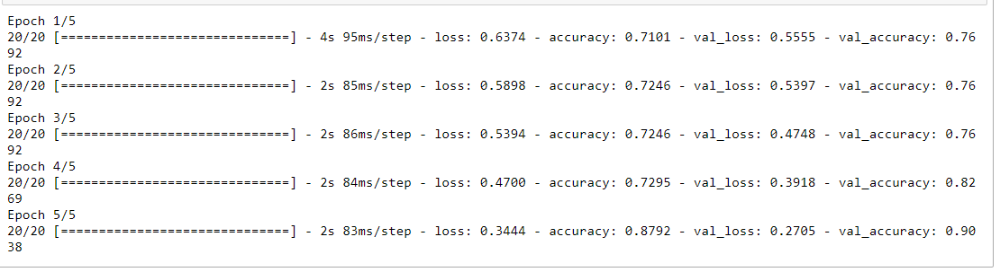 Epoch 1/5
20/20 [==============================] - 4s 95ms/step - loss: 0.6374 - accuracy: 0.7101 - val_loss: 0.5555 - val_accuracy: 0.76
92
Epoch 2/5
20/20 [==============================] - 2s 85ms/step - loss: 0.5898 - accuracy: 0.7246 - val_loss: 0.5397 - val_accuracy: 0.76
92
Epoch 3/5
20/20 [==============================] - 2s 86ms/step - loss: 0.5394 - accuracy: 0.7246 - val_loss: 0.4748 - val_accuracy: 0.76
92
Epoch 4/5
20/20 [==============================] - 2s 84ms/step - loss: 0.4700 - accuracy: 0.7295 - val_loss: 0.3918 - val_accuracy: 0.82
69
Epoch 5/5
20/20 [==============================] - 2s 83ms/step - loss: 0.3444 - accuracy: 0.8792 - val_loss: 0.2705 - val_accuracy: 0.90
38